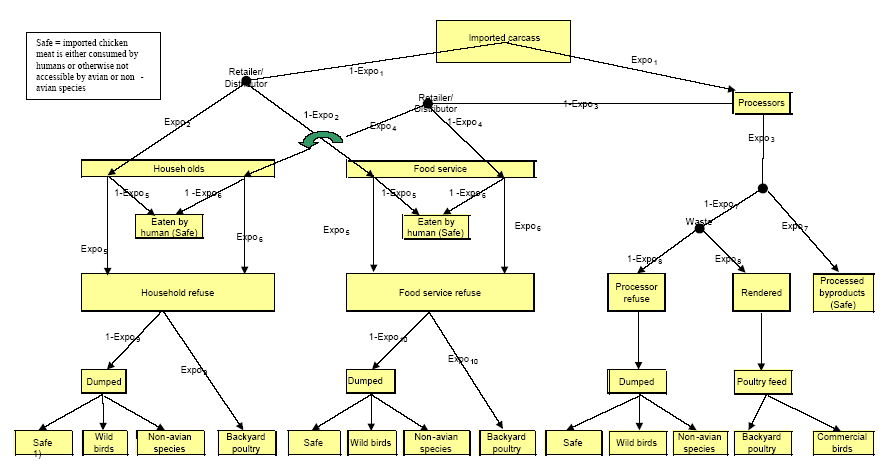 Safe = imported chicken
meat is either consumed by
humans or otherwise not
accessible by avian or non -
avian species
Imported carcass
1-Expo1
Expo1
Retailer/
Distributor
Retailer/
Distributor
1-Expo3
Processors
Expo2
1-Expo2
Expo4
1-Expo4
Expo3
Households
Food service
1-Expo5
1-Expo6
1-Expo5
1-Expo6
1-Expo7
Eaten by
human (Safe)
Eaten by
human (Safe)
Waste
Expo7
Expo5
Expo6
Expo5
Expo6
1-Expo8
Expo8
Household refuse
Food service refuse
Processor
refuse
Rendered
Processed
byproducts
(Safe)
1-Expo9
Expo9
1-Expo10
Expo10
Dumped
Dumped
Dumped
Poultry feed
Safe
1)
Wild
birds
Non-avian
species
Backyard
poultry
Safe
Wild birds
Non-avian
species
Backyard
poultry
Safe
Wild birds
Non-avian
species
Backyard
poultry
Commercial
birds